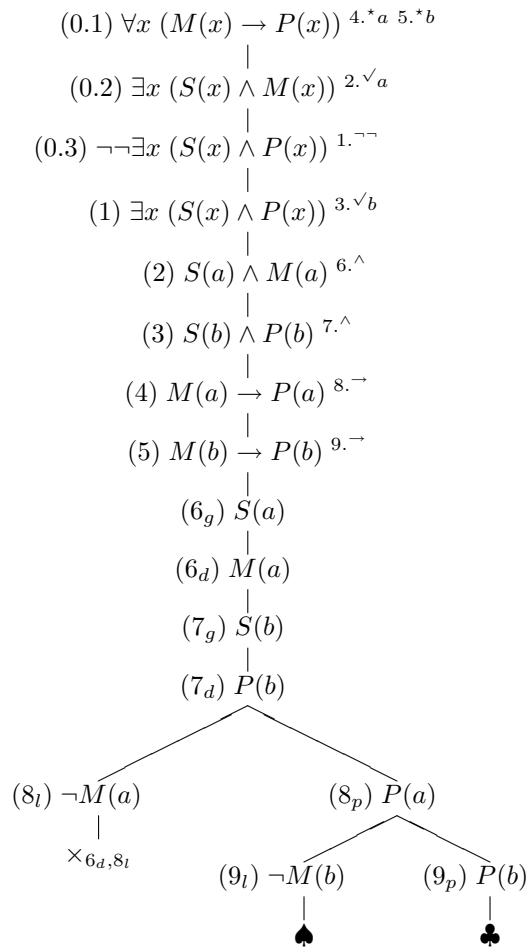 (0.1) ∀x (M(x) → P(x)) 4.⋆a 5.⋆b
(0.2) ∃x (S(x) ∧ M(x)) 2.√a
(0.3) ¬¬∃x (S(x) ∧ P(x)) 1.¬¬
(1) ∃x (S(x) ∧ P(x)) 3.√b
(2) S(a) ∧ M(a) 6.∧
(3) S(b) ∧ P(b) 7.∧
(4) M(a) → P(a) 8.→
(5) M(b) → P(b) 9.→
(6g) S(a)
(6d) M(a)
(7g) S(b)
(7d) P(b)
(8l) ¬M(a) (8p) P(a)
×6d,8l
(9l) ¬M(b) (9p) P(b)
♠ ♣